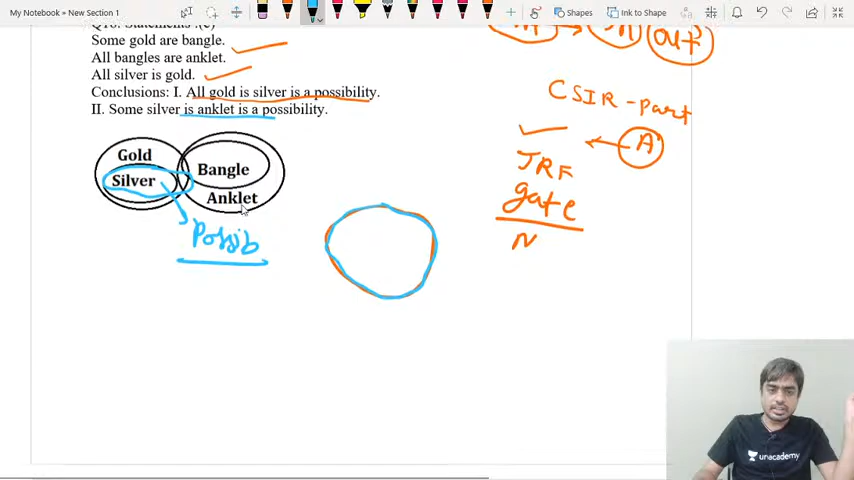 My Notebook » New Section 1
Shapes
Ink to Shape
Some gold are bangle.
All bangles are anklet.
All silver is gold.
Conclusions: I. All gold is silver is a possibility.
II. Some silver is anklet is a possibility.
Gold
Silver
Bangle
Anklet
Possib
out
CSIR-part
A
JRF
gate
N
unacademy